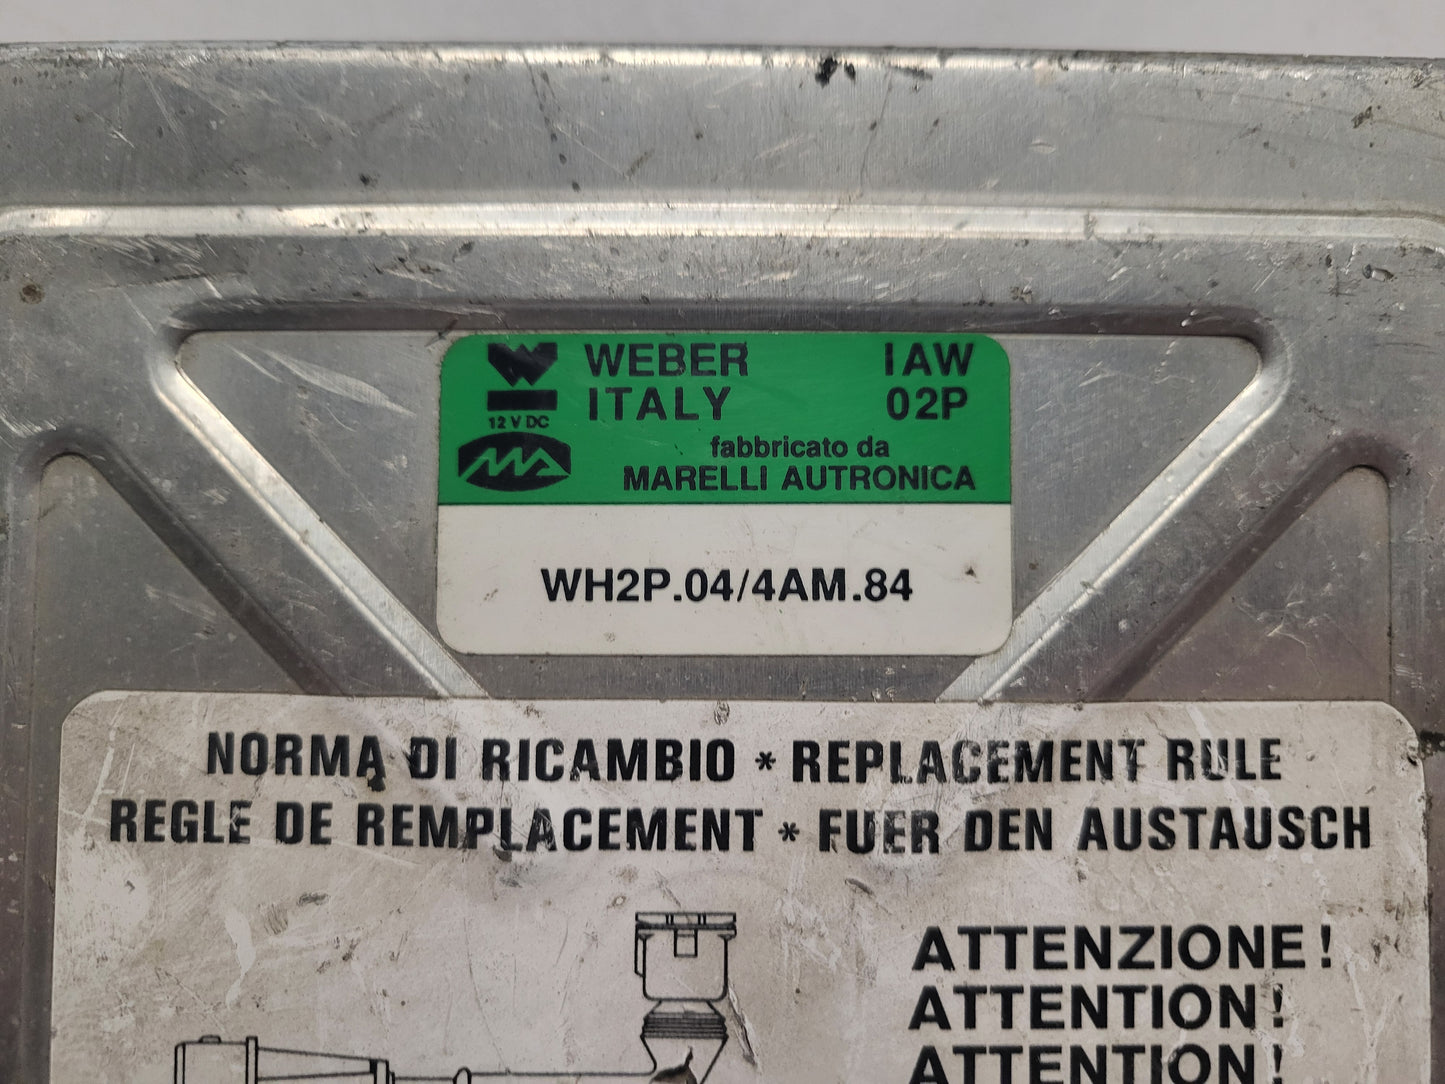 WEBER IAW
ITALY 02P
12 V DC
fabbricato da
MARELLI AUTRONICA
WH2P.04/4AM.84
NORMA DI RICAMBIO * REPLACEMENT RULE
REGLE DE REMPLACEMENT * FUER DEN AUSTAUSCH
ATTENZIONE!
ATTENTION!
ATTENTION!